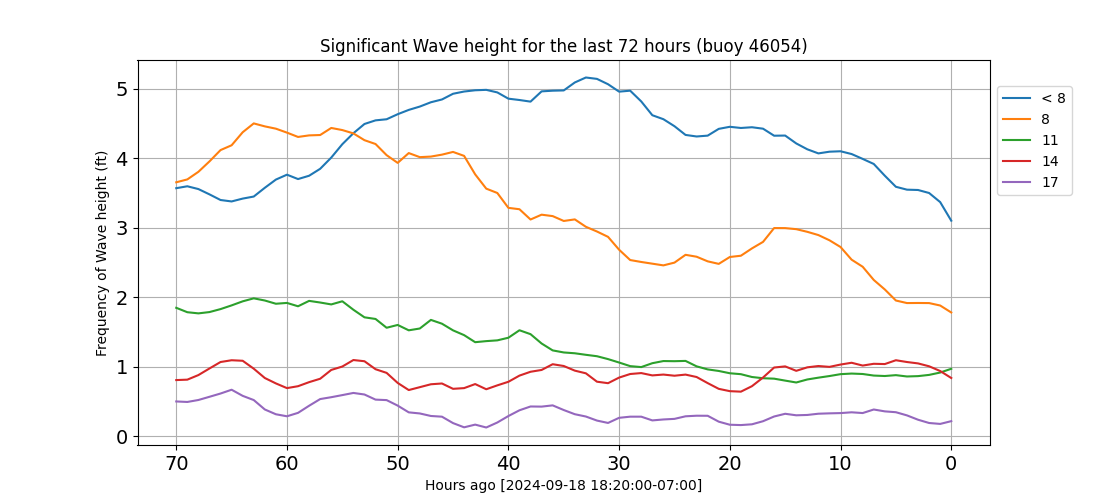 Significant Wave height for the last 72 hours (buoy 46054)
Frequency of Wave height (ft)
5
4
3
2
1
0
70 60 50 40 30 20 10 0
Hours ago [2024-09-18 18:20:00-07:00]
< 8
8
11
14
17